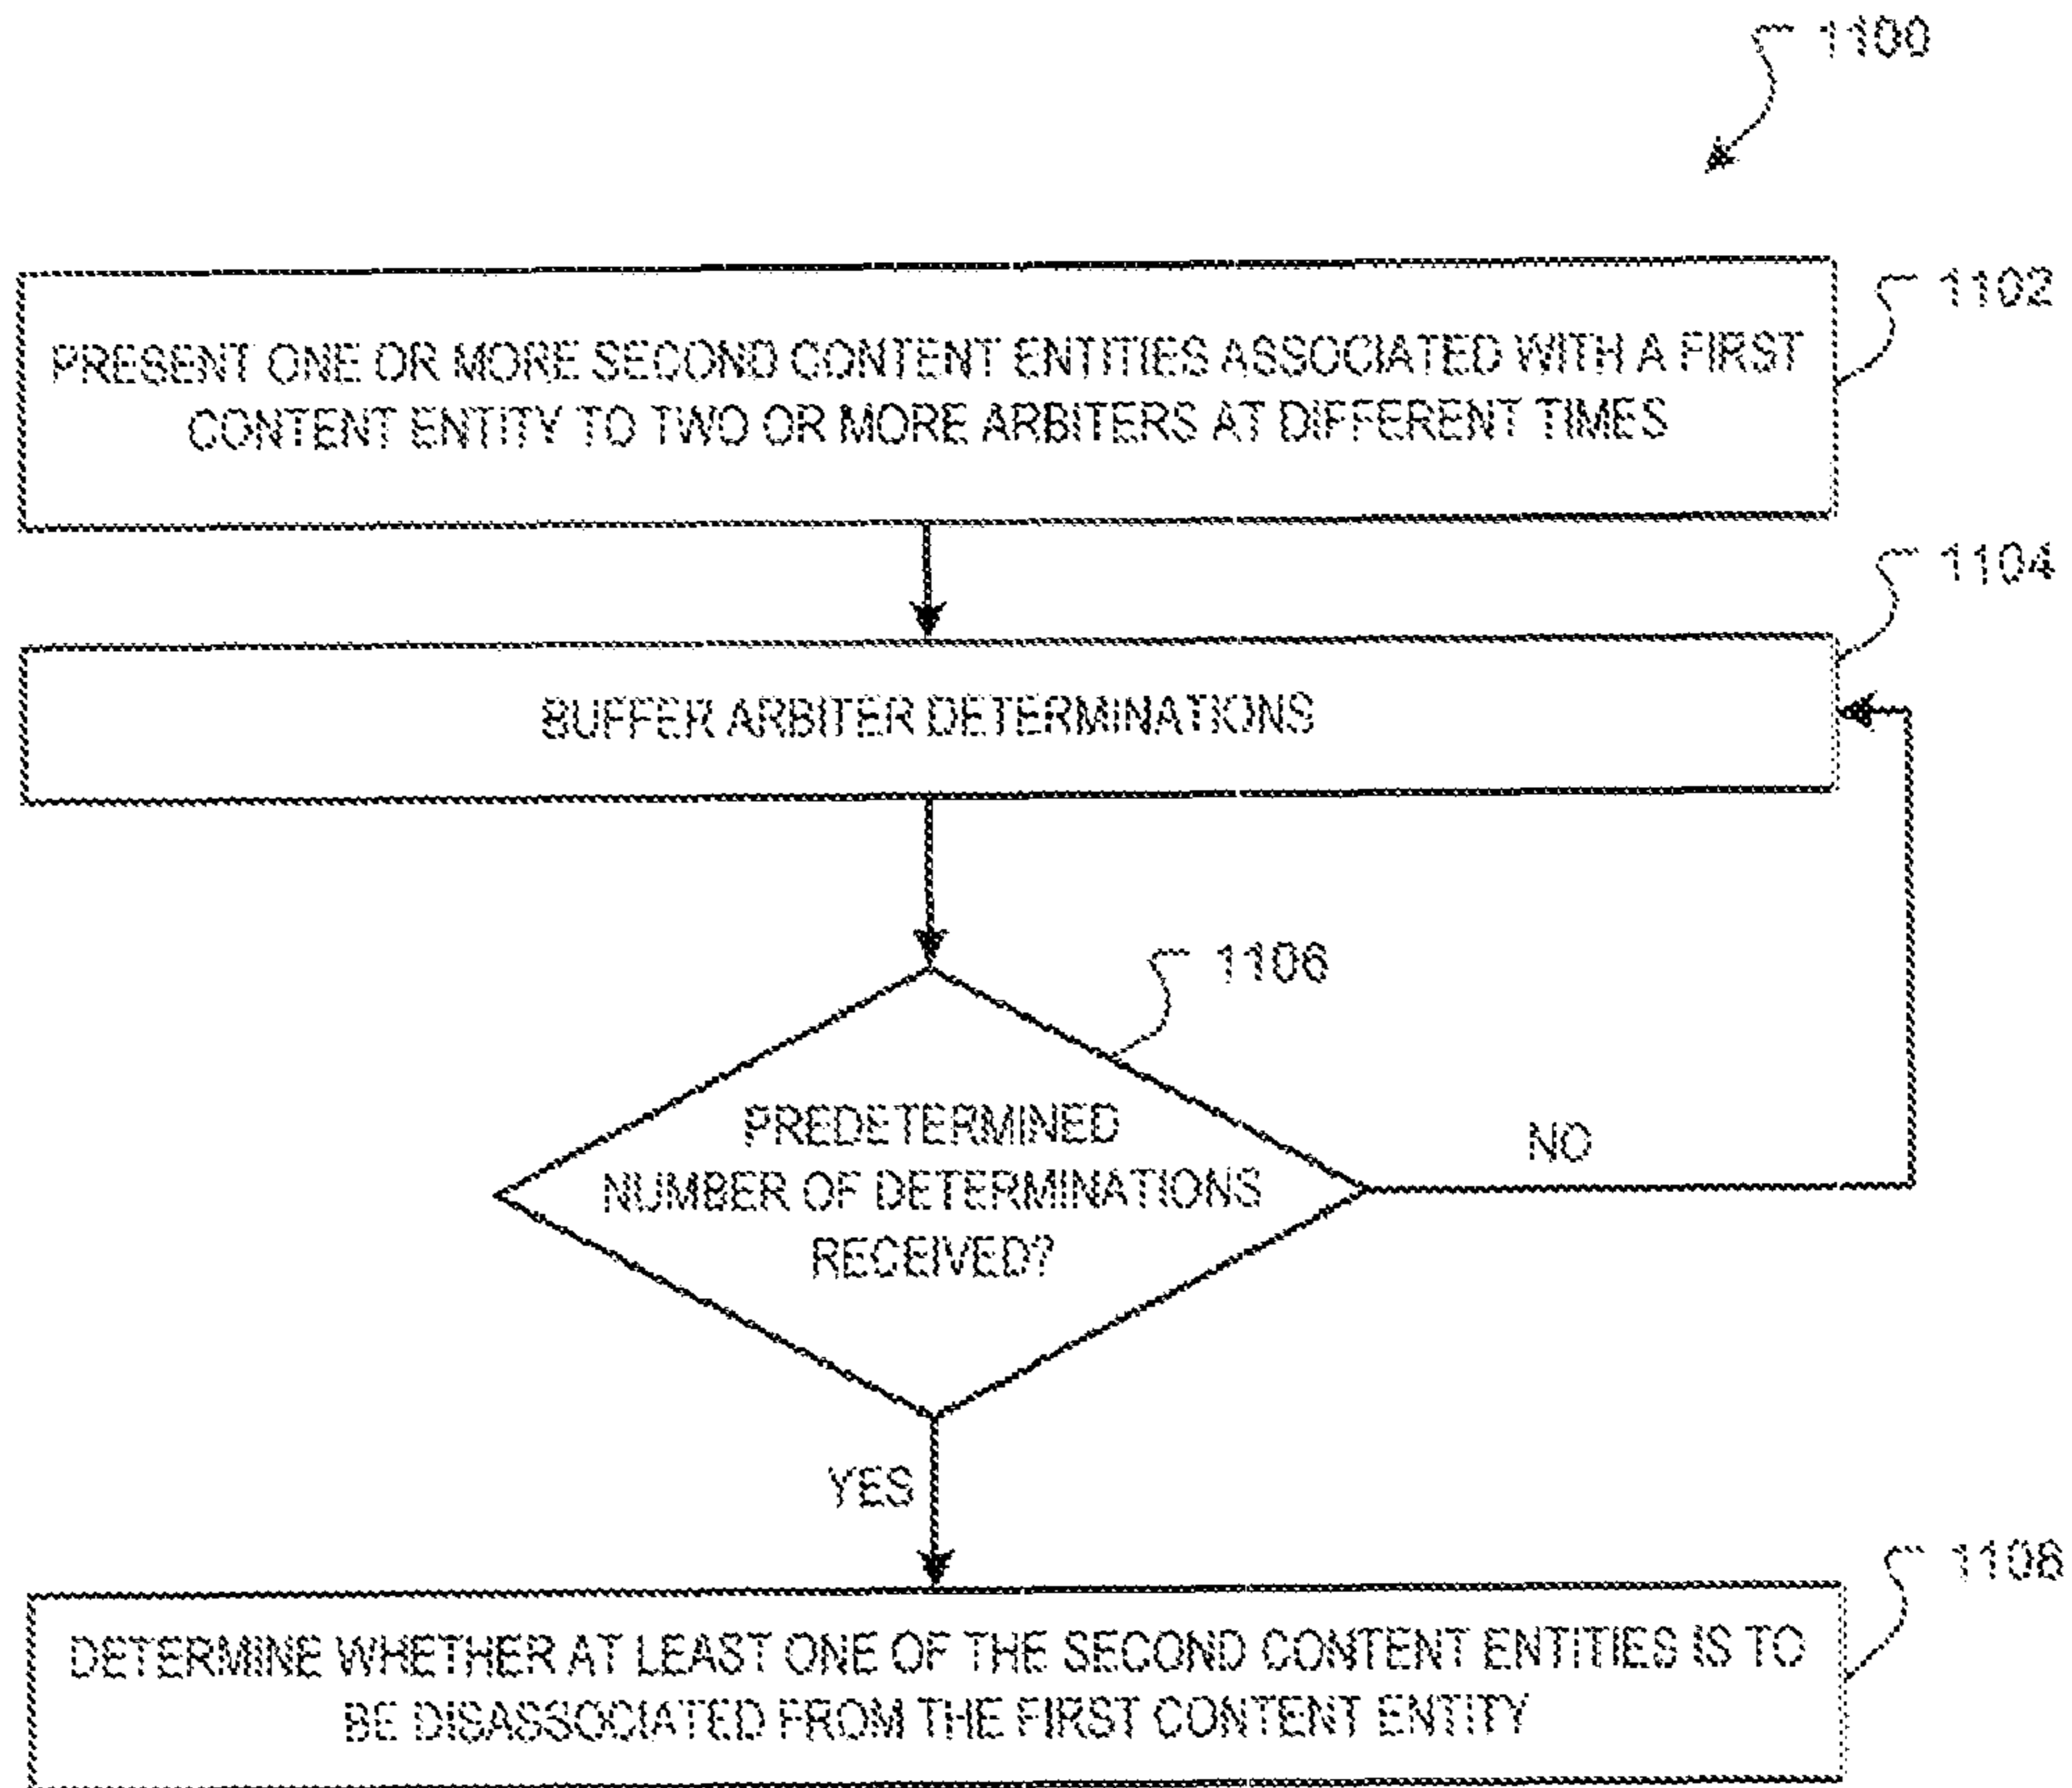 1100
1102
PRESENT ONE OR MORE SECOND CONTENT ENTITIES ASSOCIATED WITH A FIRST
CONTENT ENTITY TO TWO OR MORE ARBITERS AT DIFFERENT TIMES
1104
BUFFER ARBITER DETERMINATIONS
1106
PREDETERMINED
NUMBER OF DETERMINATIONS
RECEIVED?
NO
YES
1108
DETERMINE WHETHER AT LEAST ONE OF THE SECOND CONTENT ENTITIES IS TO
BE DISASSOCIATED FROM THE FIRST CONTENT ENTITY